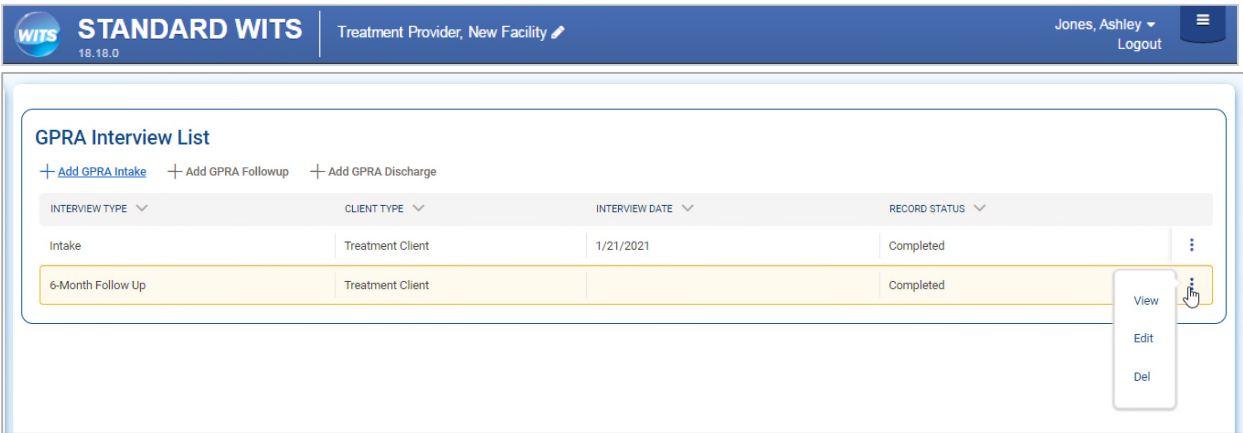 WITS
STANDARD WITS
18.18.0
Treatment Provider, New Facility
Jones, Ashley
Logout
GPRA Interview List
Add GPRA Intake Add GPRA Followup Add GPRA Discharge
INTERVIEW TYPE CLIENT TYPE INTERVIEW DATE RECORD STATUS
Intake Treatment Client 1/21/2021 Completed
6-Month Follow Up Treatment Client Completed
View
Edit
Del